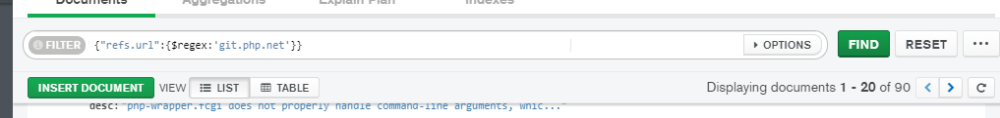 Documents Aggregations Explain Plan Indexes
FILTER {"refs.url":{$regex:'git.php.net'}} OPTIONS FIND RESET ...
INSERT DOCUMENT VIEW LIST TABLE Displaying documents 1 - 20 of 90 < > C
desc: "php-wrapper.fcgi does not properly handle command-line arguments, whic..."